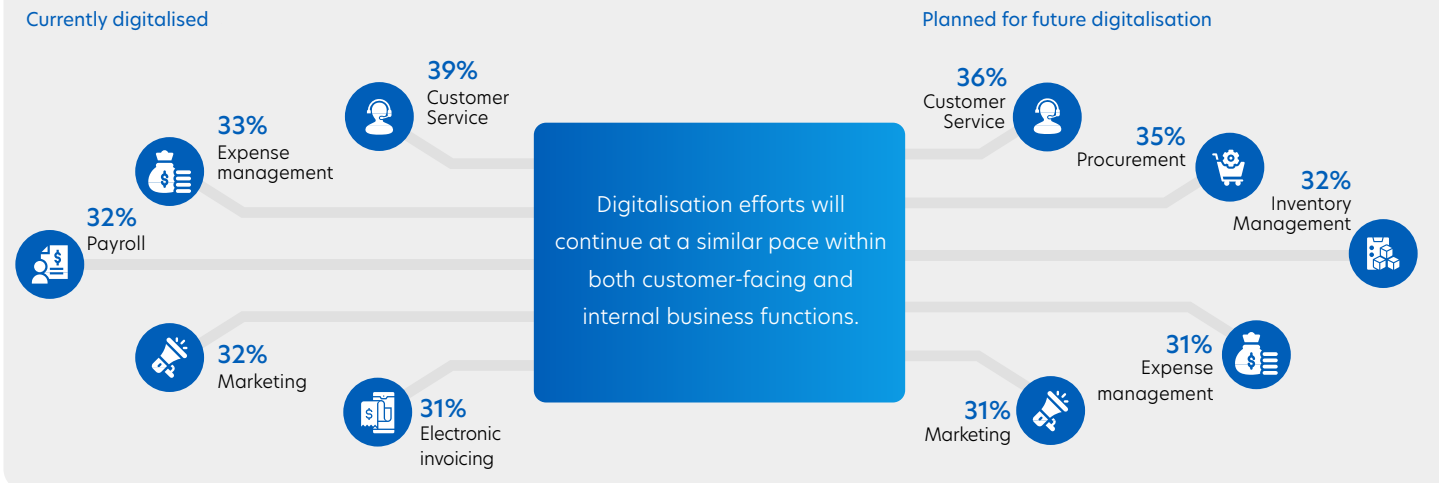 Currently digitalised
39%
Customer
Service
33%
Expense
management
32%
Payroll
32%
Marketing
31%
Electronic
invoicing
Digitalisation efforts will
continue at a similar pace within
both customer-facing and
internal business functions.
Planned for future digitalisation
36%
Customer
Service
35%
Procurement
32%
Inventory
Management
31%
Expense
management
31%
Marketing